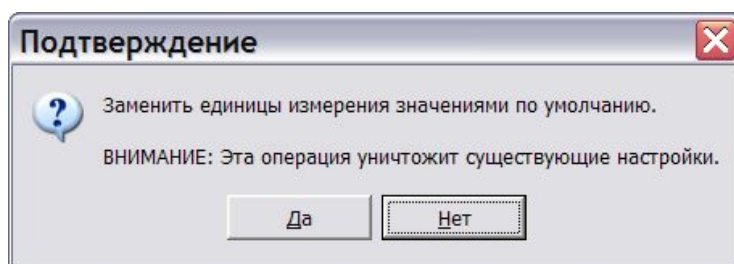 Подтверждение
Заменить единицы измерения значениями по умолчанию.
ВНИМАНИЕ: Эта операция уничтожит существующие настройки.
Да Нет